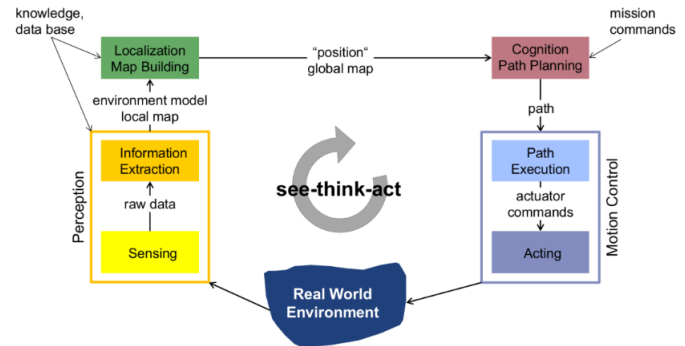 knowledge,
data base
Localization
Map Building
“position“
global map
Cognition
Path Planning
mission
commands
environment model
local map
path
Perception
Information
Extraction
raw data
Sensing
see-think-act
Path
Execution
actuator
commands
Acting
Motion Control
Real World
Environment